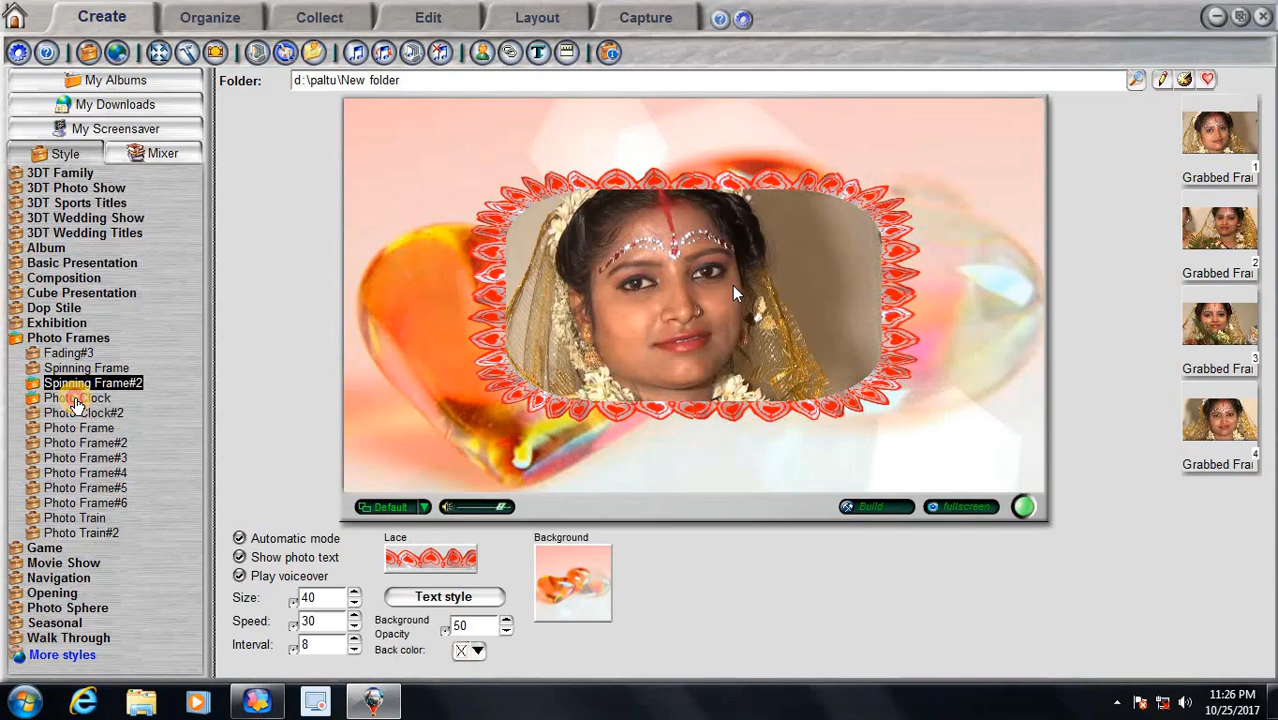 Create
Organize
Collect
Edit
Layout
Capture
My Albums
My Downloads
My Screensaver
Style
Mixer
3DT Family
3DT Photo Show
3DT Sports Titles
3DT Wedding Show
3DT Wedding Titles
Album
Basic Presentation
Composition
Cube Presentation
Dop Stile
Exhibition
Photo Frames
Fading#3
Spinning Frame
Spinning Frame#2
Photo Clock
Photo Clock#2
Photo Frame
Photo Frame#2
Photo Frame#3
Photo Frame#4
Photo Frame#5
Photo Frame#6
Photo Train
Photo Train#2
Game
Movie Show
Navigation
Opening
Photo Sphere
Seasonal
Walk Through
More styles
Folder: d:\paltu\New folder
Default
Build
fullscreen
Automatic mode
Show photo text
Play voiceover
Size: 40
Speed: 30
Interval: 8
Lace
Text style
Background Opacity 50
Back color: X
Background
1
Grabbed Frai
2
Grabbed Frai
3
Grabbed Frai
4
Grabbed Frai
11:26 PM
10/25/2017